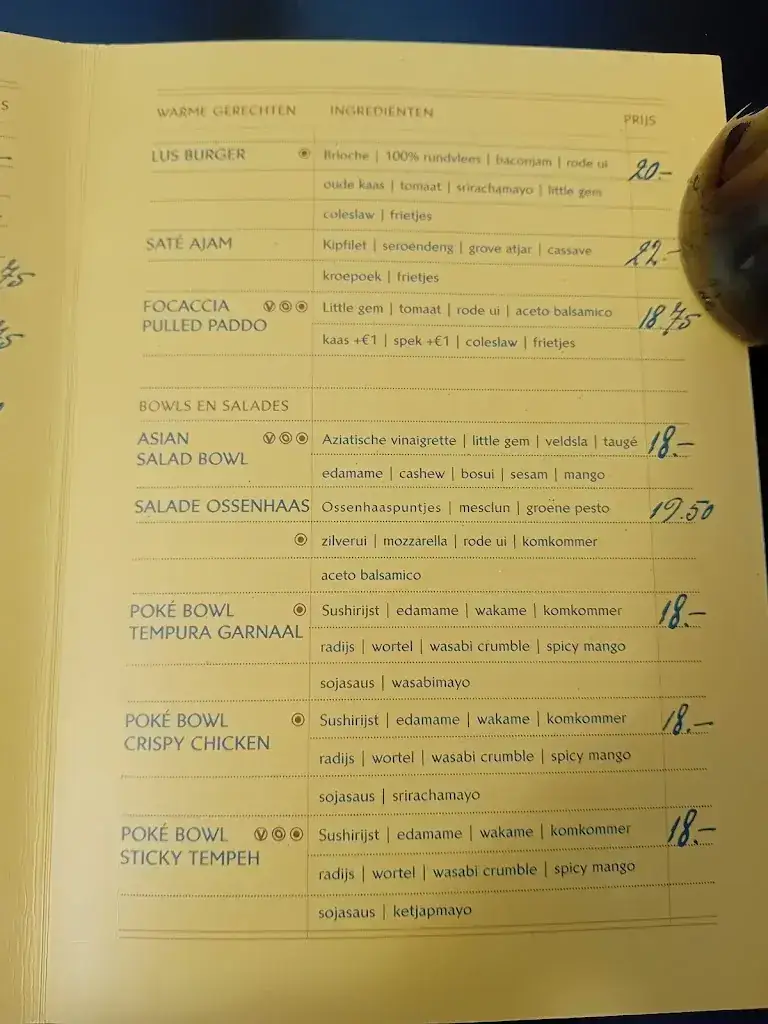 WARME GERECHTEN INGREDIËNTEN PRIJS
LUS BURGER Brioche | 100% rundvlees | baconjam | rode ui 20.-
oude kaas | tomaat | srirachamayo | little gem
coleslaw | frietjes
SATÉ AJAM Kipfilet | seroendeng | grove atjar | cassave 22.-
kroepoek | frietjes
FOCACCIA V G Little gem | tomaat | rode ui | aceto balsamico 18.75
PULLED PADDO
kaas +€1 | spek +€1 | coleslaw | frietjes
BOWLS EN SALADES
ASIAN V G Aziatische vinaigrette | little gem | veldsla | taugé 18.-
SALAD BOWL
edamame | cashew | bosui | sesam | mango
SALADE OSSENHAAS Ossenhaaspuntjes | mesclun | groene pesto 19.50
zilverui | mozzarella | rode ui | komkommer
aceto balsamico
POKÉ BOWL Sushirijst | edamame | wakame | komkommer 18.-
TEMPURA GARNAAL
radijs | wortel | wasabi crumble | spicy mango
sojasaus | wasabimayo
POKÉ BOWL Sushirijst | edamame | wakame | komkommer 18.-
CRISPY CHICKEN
radijs | wortel | wasabi crumble | spicy mango
sojasaus | srirachamayo
POKÉ BOWL V G Sushirijst | edamame | wakame | komkommer 18.-
STICKY TEMPEH
radijs | wortel | wasabi crumble | spicy mango
sojasaus | ketjapmayo